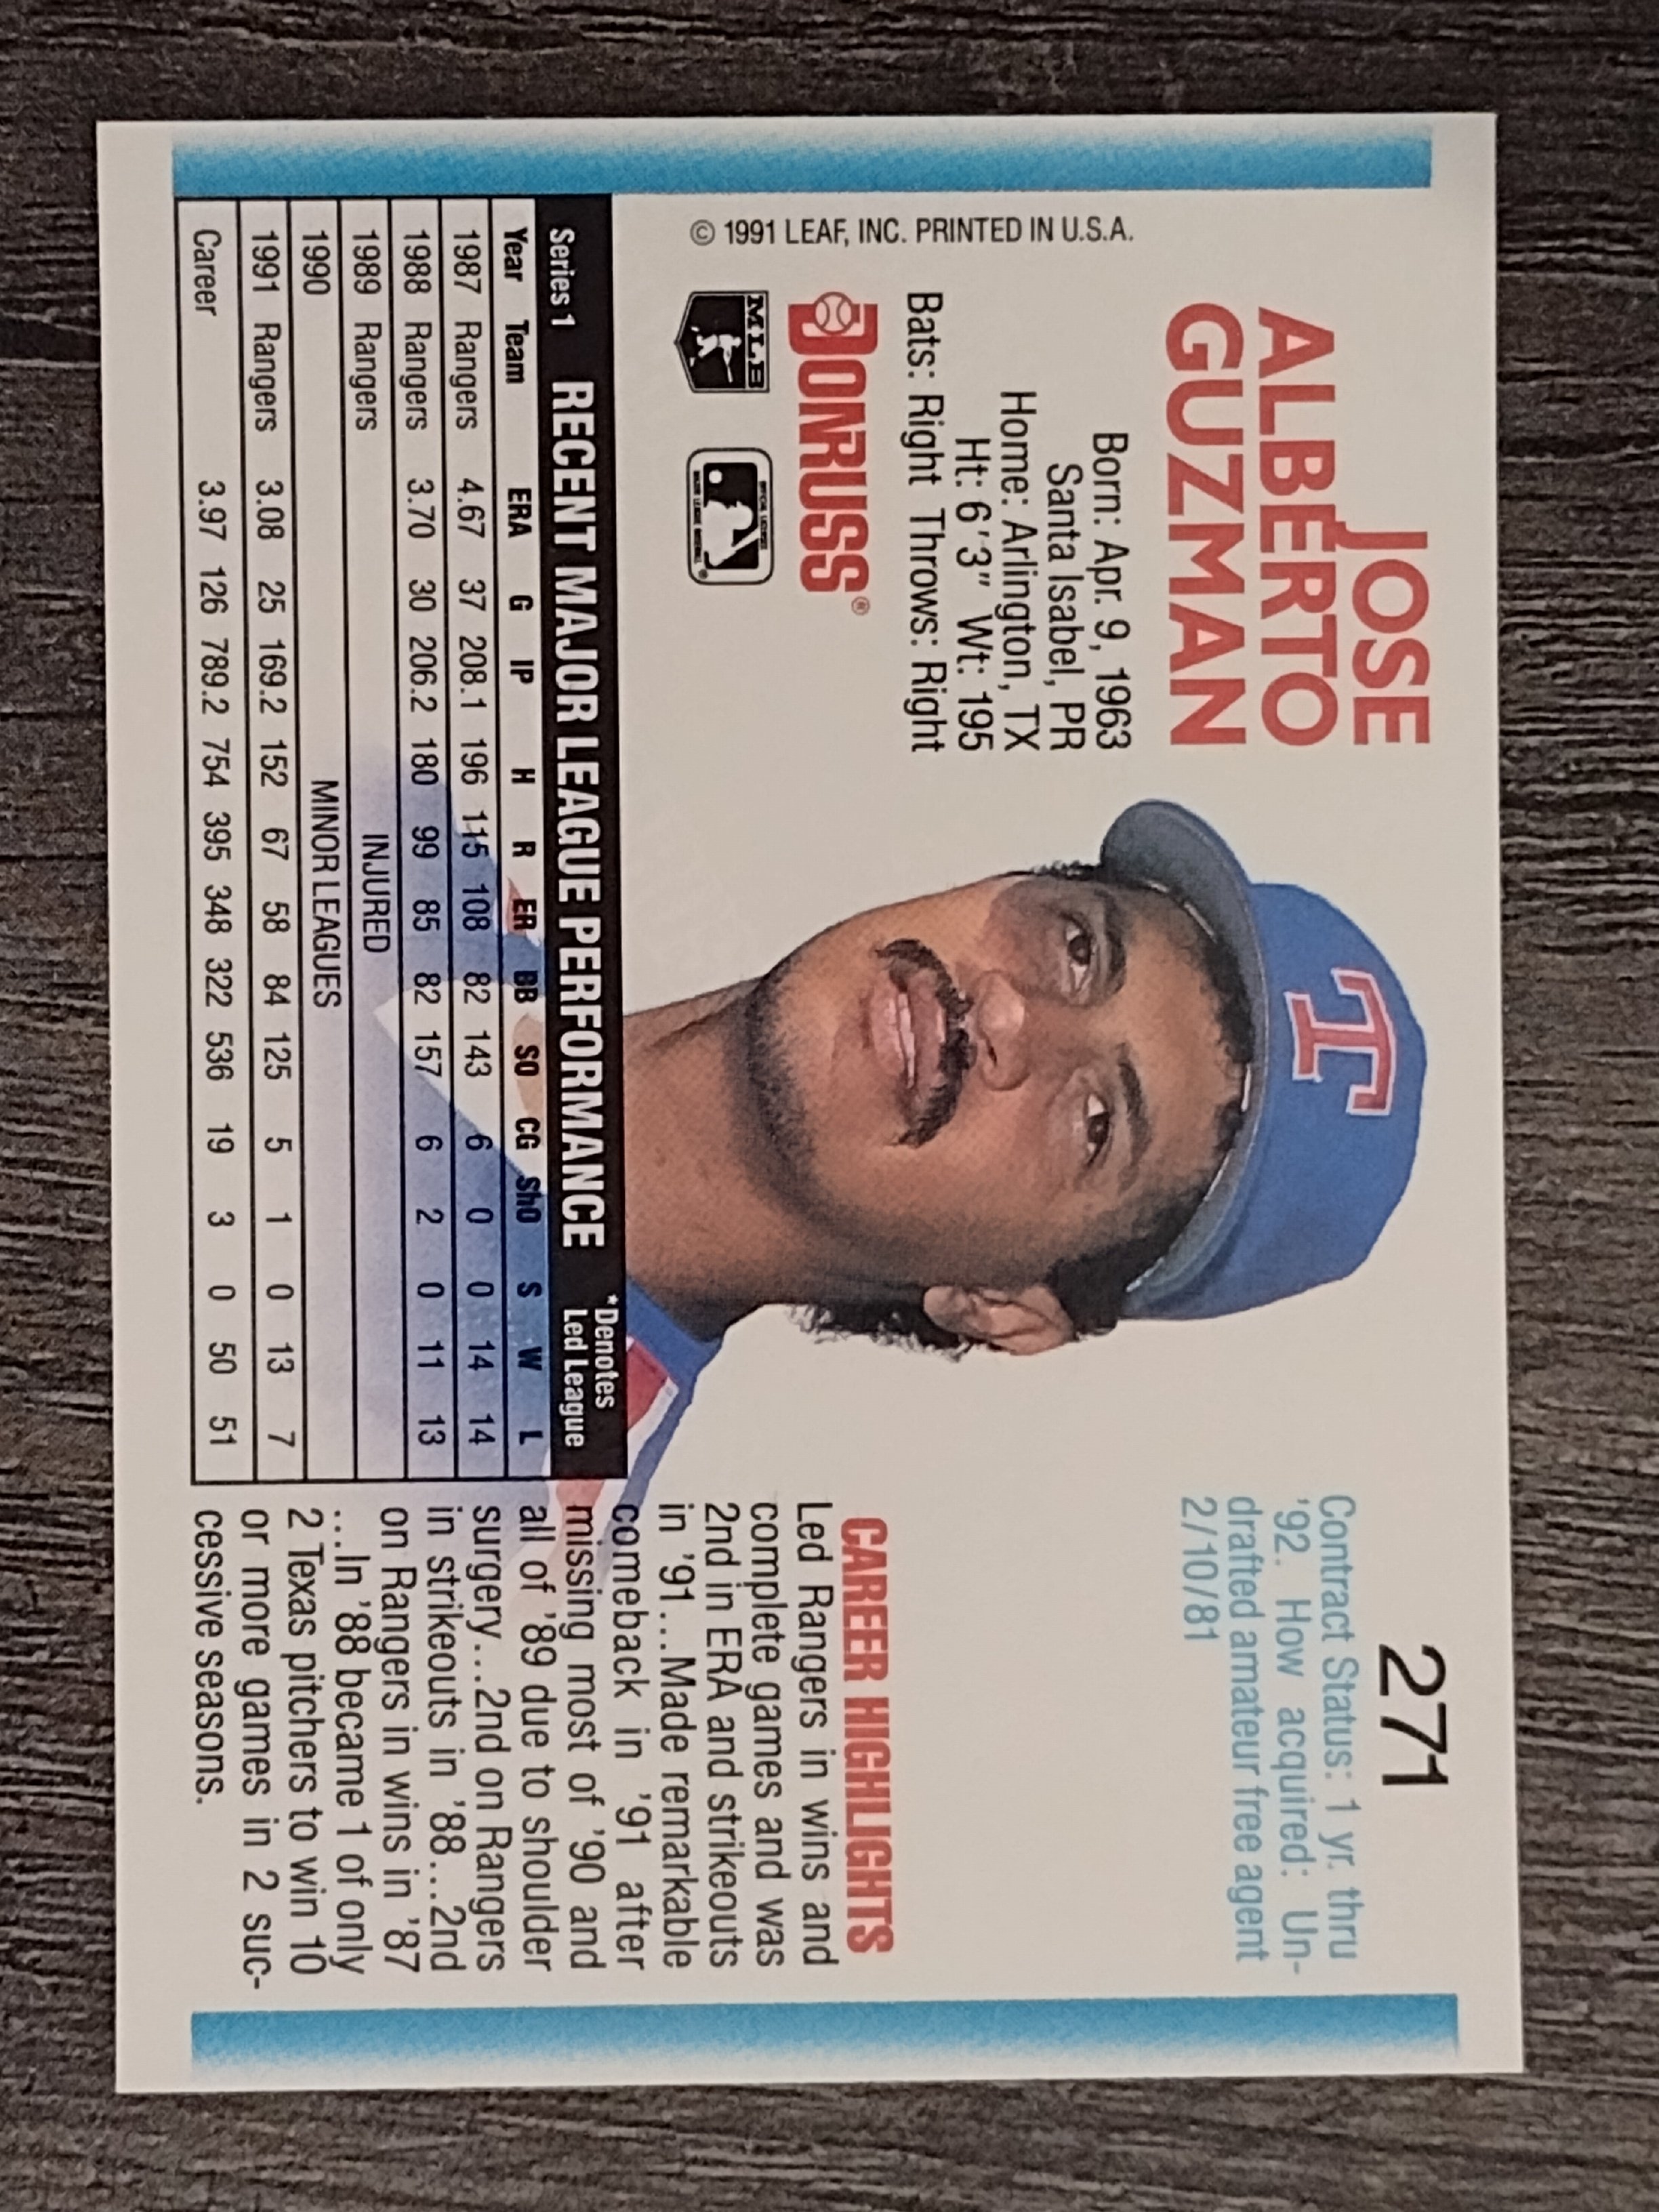 271
JOSE
ALBERTO
GUZMAN
Born: Apr. 9, 1963
Santa Isabel, PR
Home: Arlington, TX
Ht: 6'3" Wt: 195
Bats: Right Throws: Right
DONRUSS®
MLB
© 1991 LEAF, INC. PRINTED IN U.S.A.
T
Contract Status: 1 yr. thru
'92. How acquired: Un-
drafted amateur free agent
2/10/81
Series 1 RECENT MAJOR LEAGUE PERFORMANCE *Denotes
Led League
Year Team ERA G IP H R ER BB SO CG ShO S W L
1987 Rangers 4.67 37 208.1 196 115 108 82 143 6 0 0 14 14
1988 Rangers 3.70 30 206.2 180 99 85 82 157 6 2 0 11 13
1989 Rangers INJURED
1990 MINOR LEAGUES
1991 Rangers 3.08 25 169.2 152 67 58 84 125 5 1 0 13 7
Career 3.97 126 789.2 754 395 348 322 536 19 3 0 50 51
CAREER HIGHLIGHTS
Led Rangers in wins and
complete games and was
2nd in ERA and strikeouts
in '91...Made remarkable
comeback in '91 after
missing most of '90 and
all of '89 due to shoulder
surgery...2nd on Rangers
in strikeouts in '88...2nd
on Rangers in wins in '87
...In '88 became 1 of only
2 Texas pitchers to win 10
or more games in 2 suc-
cessive seasons.